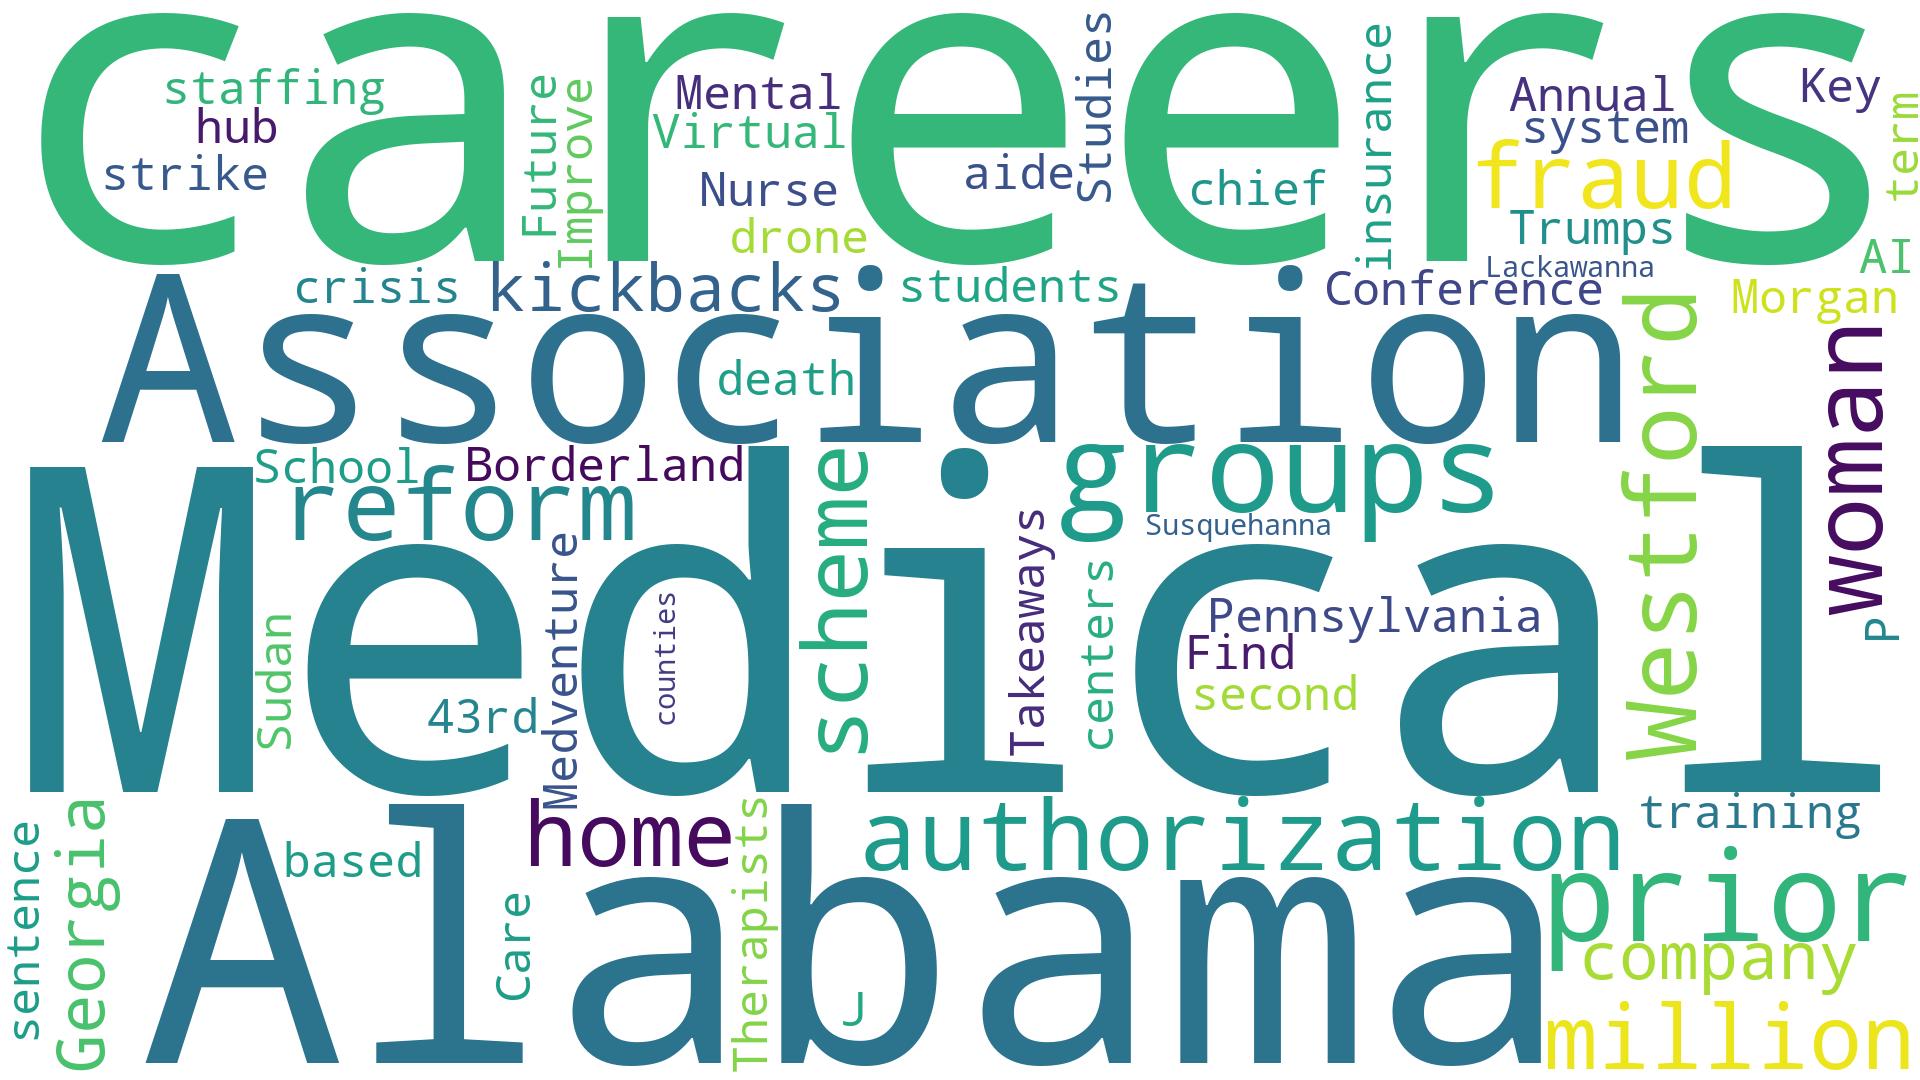 careers
staffing
hub
strike
Future
Improve
Mental
Virtual
Nurse
drone
aide
Studies
chief
insurance
Annual
system
fraud
Trumps
Key
term
AI
Lackawanna
Morgan
Association
crisis
kickbacks
students
Conference
death
Westford
woman
P
Medical
School
Borderland
reform
scheme
groups
Susquehanna
Takeaways
centers
Pennsylvania
Find
second
Sudan
43rd
Medventure
counties
Alabama
sentence
Georgia
based
Care
home
Therapists
J
authorization
training
prior
company
million